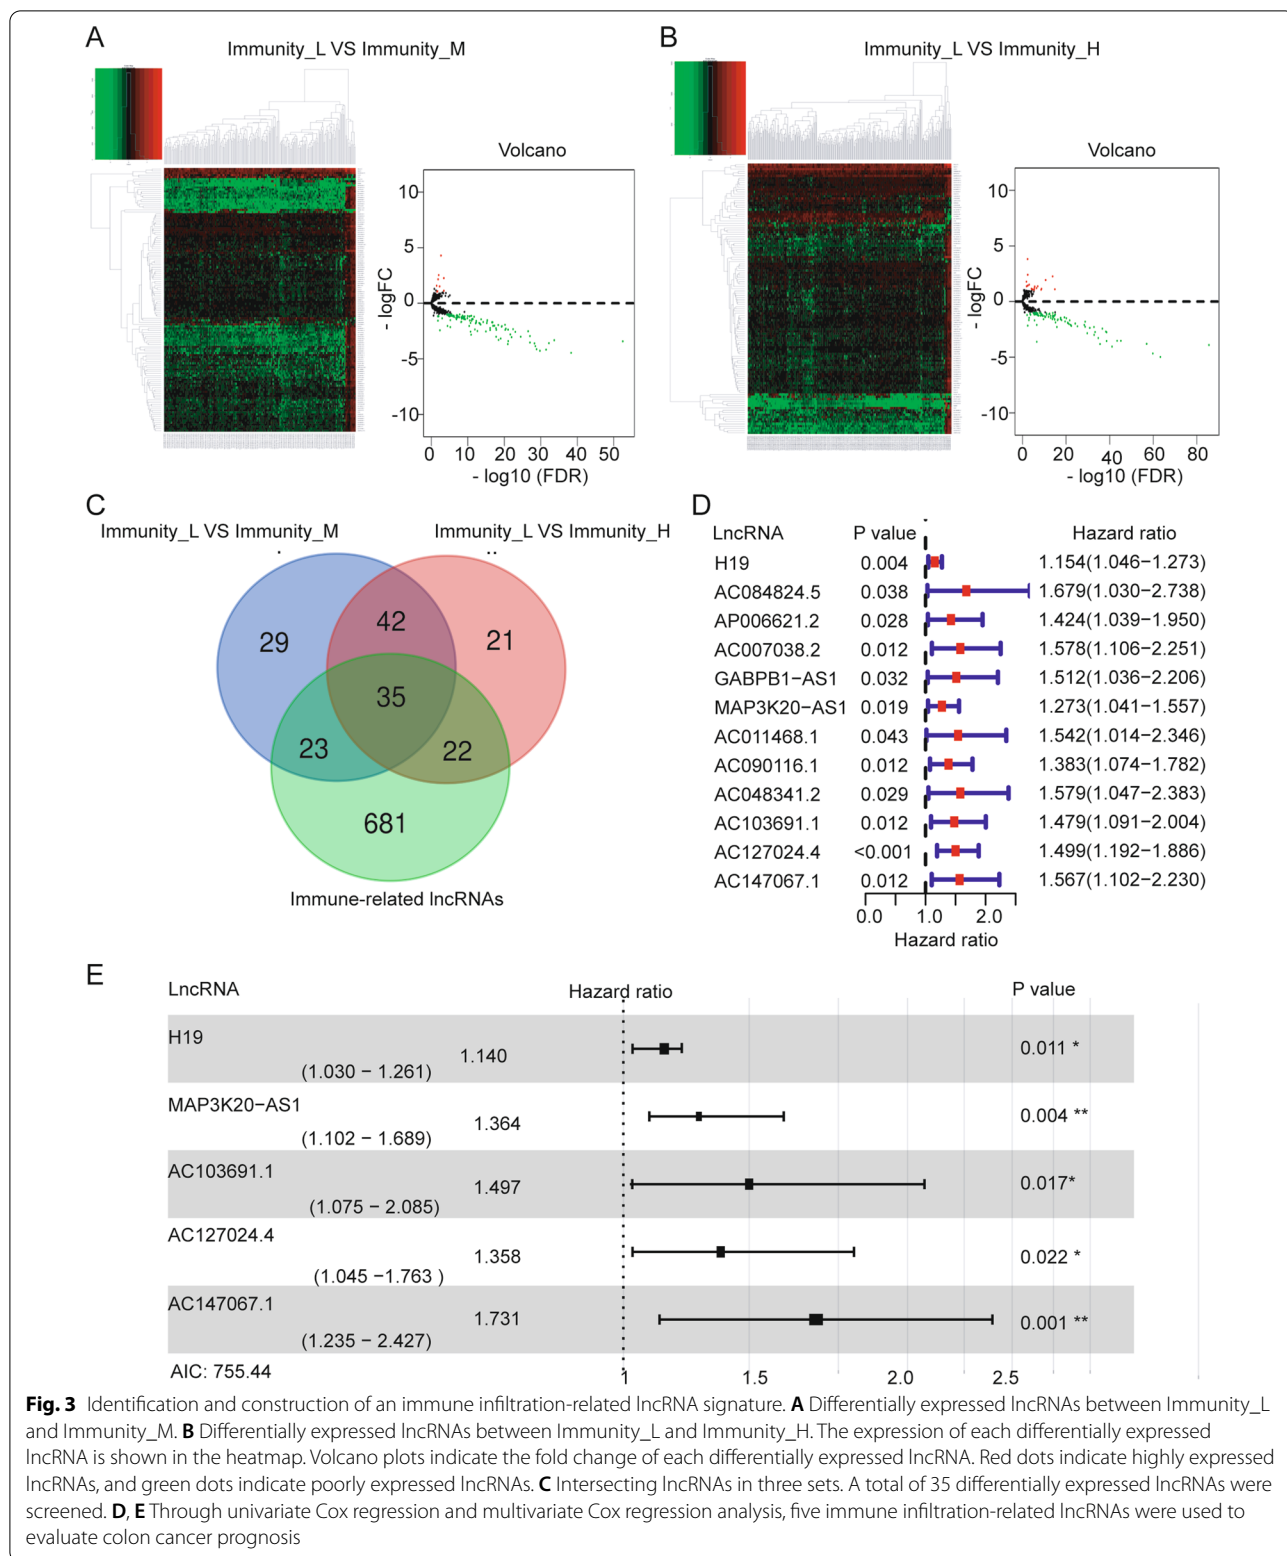 A
Immunity_L VS Immunity_M
B
Immunity_L VS Immunity_H
Volcano
10
5
0
-5
-10
- logFC
0 10 20 30 40 50
- log10 (FDR)
Volcano
10
5
0
-5
-10
- logFC
0 20 40 60 80
- log10 (FDR)
C
Immunity_L VS Immunity_M
Immunity_L VS Immunity_H
29
42
21
35
23
22
681
Immune-related lncRNAs
D
LncRNA P value Hazard ratio
H19 0.004 1.154(1.046−1.273)
AC084824.5 0.038 1.679(1.030−2.738)
AP006621.2 0.028 1.424(1.039−1.950)
AC007038.2 0.012 1.578(1.106−2.251)
GABPB1−AS1 0.032 1.512(1.036−2.206)
MAP3K20−AS1 0.019 1.273(1.041−1.557)
AC011468.1 0.043 1.542(1.014−2.346)
AC090116.1 0.012 1.383(1.074−1.782)
AC048341.2 0.029 1.579(1.047−2.383)
AC103691.1 0.012 1.479(1.091−2.004)
AC127024.4 <0.001 1.499(1.192−1.886)
AC147067.1 0.012 1.567(1.102−2.230)
0.0 1.0 2.0
Hazard ratio
E
LncRNA Hazard ratio P value
H19
(1.030 − 1.261) 1.140 0.011 *
MAP3K20−AS1
(1.102 − 1.689) 1.364 0.004 **
AC103691.1
(1.075 − 2.085) 1.497 0.017*
AC127024.4
(1.045 −1.763 ) 1.358 0.022 *
AC147067.1
(1.235 − 2.427) 1.731 0.001 **
AIC: 755.44
1 1.5 2.0 2.5
Fig. 3 Identification and construction of an immune infiltration-related lncRNA signature. A Differentially expressed lncRNAs between Immunity_L
and Immunity_M. B Differentially expressed lncRNAs between Immunity_L and Immunity_H. The expression of each differentially expressed
lncRNA is shown in the heatmap. Volcano plots indicate the fold change of each differentially expressed lncRNA. Red dots indicate highly expressed
lncRNAs, and green dots indicate poorly expressed lncRNAs. C Intersecting lncRNAs in three sets. A total of 35 differentially expressed lncRNAs were
screened. D, E Through univariate Cox regression and multivariate Cox regression analysis, five immune infiltration-related lncRNAs were used to
evaluate colon cancer prognosis